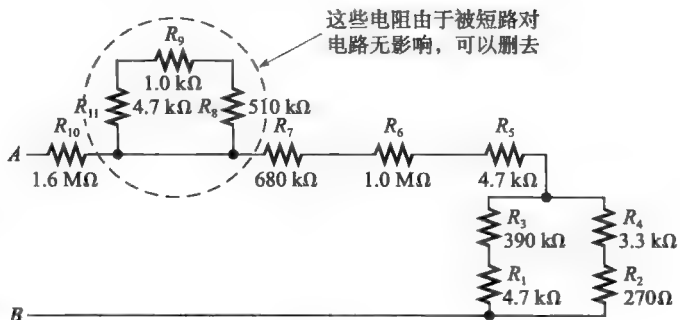 这些电阻由于被短路对
电路无影响，可以删去
R₉
1.0 kΩ
R₁₁ 4.7 kΩ R₈ 510 kΩ
R₁₀ R₇ R₆ R₅
A
1.6 MΩ 680 kΩ 1.0 MΩ 4.7 kΩ
R₃ R₄
390 kΩ 3.3 kΩ
R₁ R₂
4.7 kΩ 270Ω
B